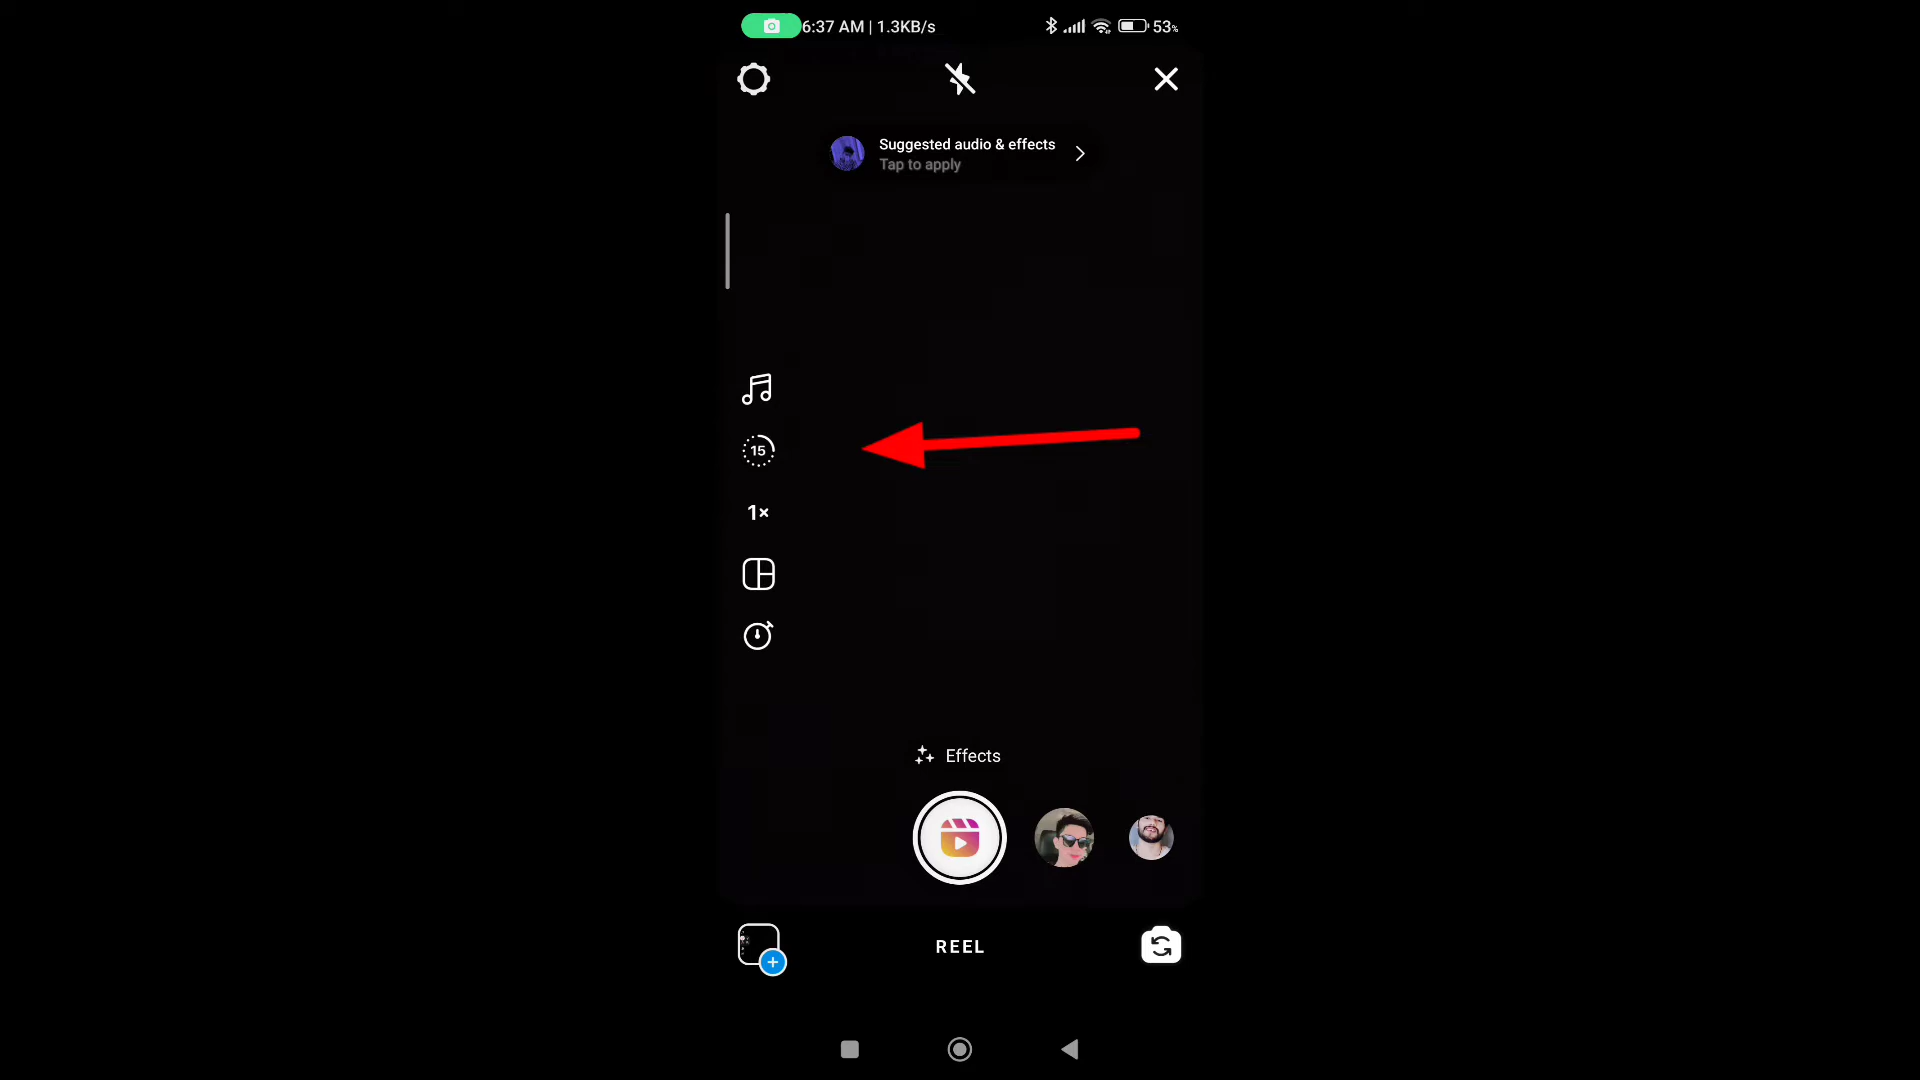 6:37 AM | 1.3KB/s 53%
Suggested audio & effects
Tap to apply
15
1×
Effects
REEL